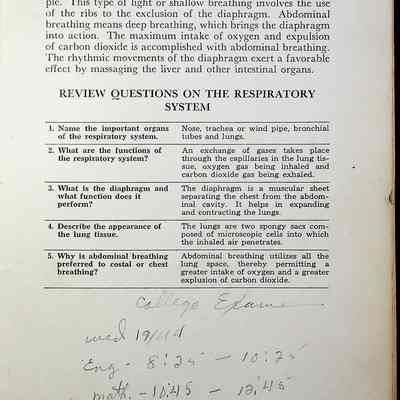 ple. This type of light or shallow breathing involves the use
of the ribs to the exclusion of the diaphragm. Abdominal
breathing means deep breathing, which brings the diaphragm
into action. The maximum intake of oxygen and expulsion
of carbon dioxide is accomplished with abdominal breathing.
The rhythmic movements of the diaphragm exert a favorable
effect by massaging the liver and other intestinal organs.
REVIEW QUESTIONS ON THE RESPIRATORY
SYSTEM
1. Name the important organs
of the respiratory system.
Nose, trachea or wind pipe, bronchial
tubes and lungs.
2. What are the functions of
the respiratory system?
An exchange of gases takes place
through the capillaries in the lung tis-
sue, oxygen gas being inhaled and
carbon dioxide gas being exhaled.
3. What is the diaphragm and
what function does it
perform?
The diaphragm is a muscular sheet
separating the chest from the abdom-
inal cavity. It helps in expanding
and contracting the lungs.
4. Describe the appearance of
the lung tissue.
The lungs are two spongy sacs com-
posed of microscopic cells into which
the inhaled air penetrates.
5. Why is abdominal breathing
preferred to costal or chest
breathing?
Abdominal breathing utilizes all the
lung space, thereby permitting a
greater intake of oxygen and a greater
explusion of carbon dioxide.
College Exame
wed
Eng - 8:25 - 10:25
math. - 10:45 - 12:45